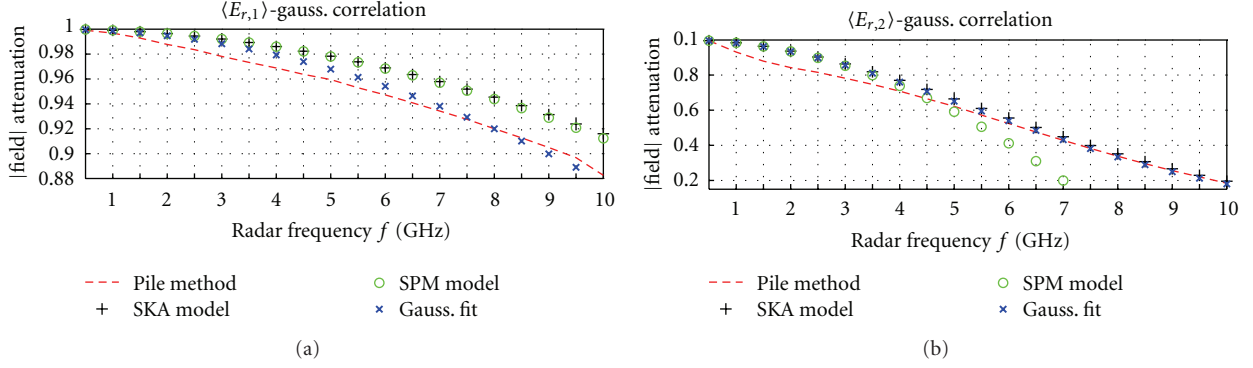 ⟨E_{r,1}⟩-gauss. correlation
|field| attenuation
1
0.98
0.96
0.94
0.92
0.9
0.88
1 2 3 4 5 6 7 8 9 10
Radar frequency f (GHz)
Pile method
SKA model
SPM model
Gauss. fit
(a)
⟨E_{r,2}⟩-gauss. correlation
|field| attenuation
0.1
0.8
0.6
0.4
0.2
1 2 3 4 5 6 7 8 9 10
Radar frequency f (GHz)
Pile method
SKA model
SPM model
Gauss. fit
(b)